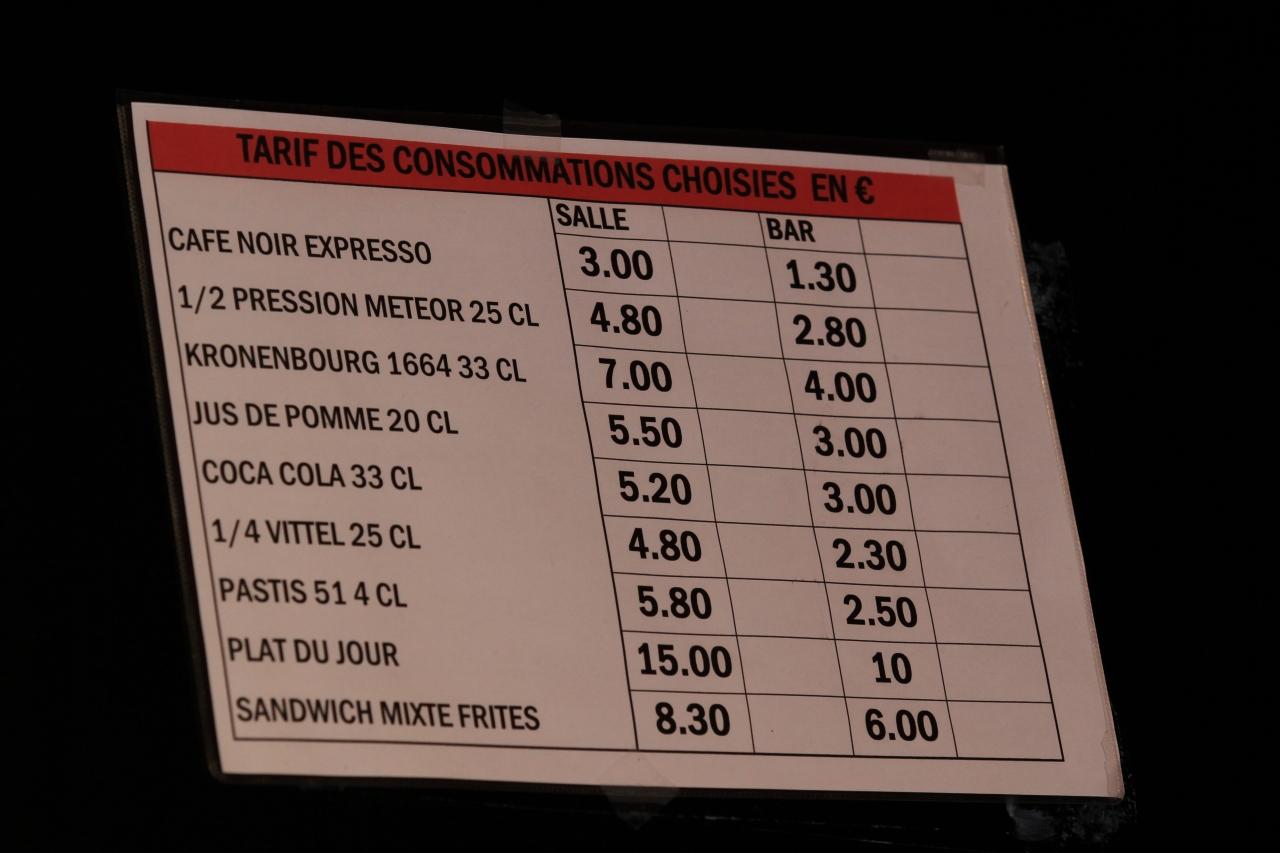 TARIF DES CONSOMMATIONS CHOISIES EN €
SALLE BAR
CAFE NOIR EXPRESSO 3.00 1.30
1/2 PRESSION METEOR 25 CL 4.80 2.80
KRONENBOURG 1664 33 CL 7.00 4.00
JUS DE POMME 20 CL 5.50 3.00
COCA COLA 33 CL 5.20 3.00
1/4 VITTEL 25 CL 4.80 2.30
PASTIS 51 4 CL 5.80 2.50
PLAT DU JOUR 15.00 10
SANDWICH MIXTE FRITES 8.30 6.00